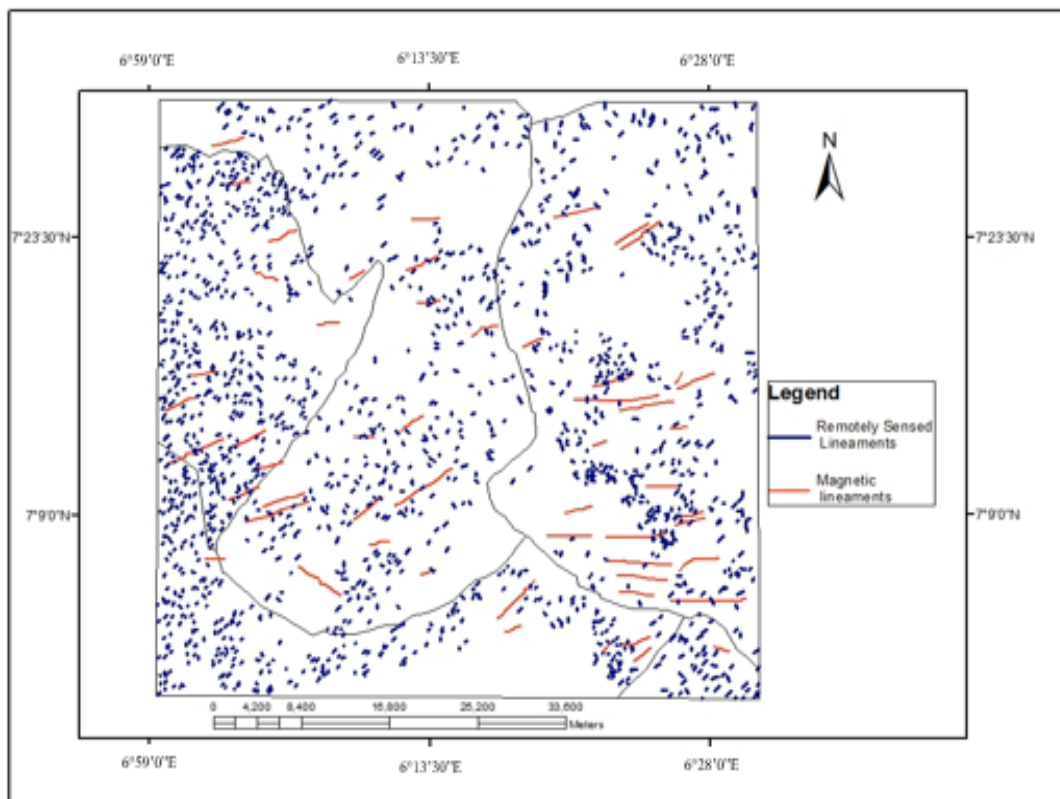 6°59'0"E 6°13'30"E 6°28'0"E
N
7°23'30"N 7°23'30"N
Legend
Remotely Sensed
Lineaments
Magnetic
lineaments
7°9'0"N 7°9'0"N
0 4,200 8,400 16,800 25,200 33,600
Meters
6°59'0"E 6°13'30"E 6°28'0"E